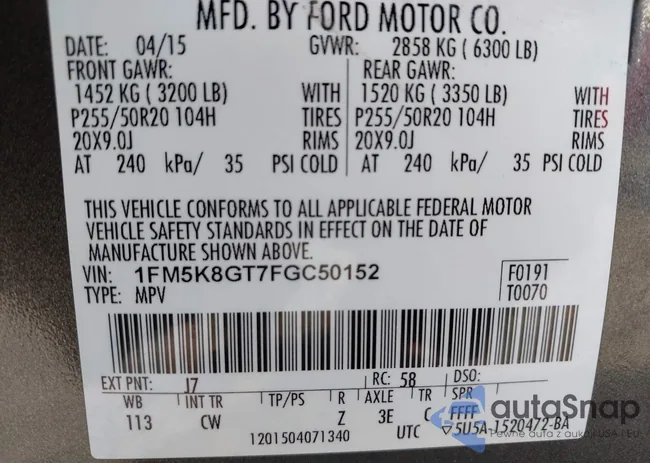 MFD. BY FORD MOTOR CO.
DATE: 04/15 GVWR: 2858 KG ( 6300 LB)
FRONT GAWR: REAR GAWR:
1452 KG ( 3200 LB) WITH 1520 KG ( 3350 LB) WITH
P255/50R20 104H TIRES P255/50R20 104H TIRES
20X9.0J RIMS 20X9.0J RIMS
AT 240 kPa/ 35 PSI COLD AT 240 kPa/ 35 PSI COLD
THIS VEHICLE CONFORMS TO ALL APPLICABLE FEDERAL MOTOR
VEHICLE SAFETY STANDARDS IN EFFECT ON THE DATE OF
MANUFACTURE SHOWN ABOVE.
VIN: 1FM5K8GT7FGC50152 F0191
TYPE: MPV T0070
EXT PNT: J7 RC: 58 DSO:
WB INT TR TP/PS R AXLE TR SPR
113 CW Z 3E C FFFF
1201504071340 UTC ▽5U5A-1520472-BA
autoSnap
Pewne auta z aukcji USA i EU